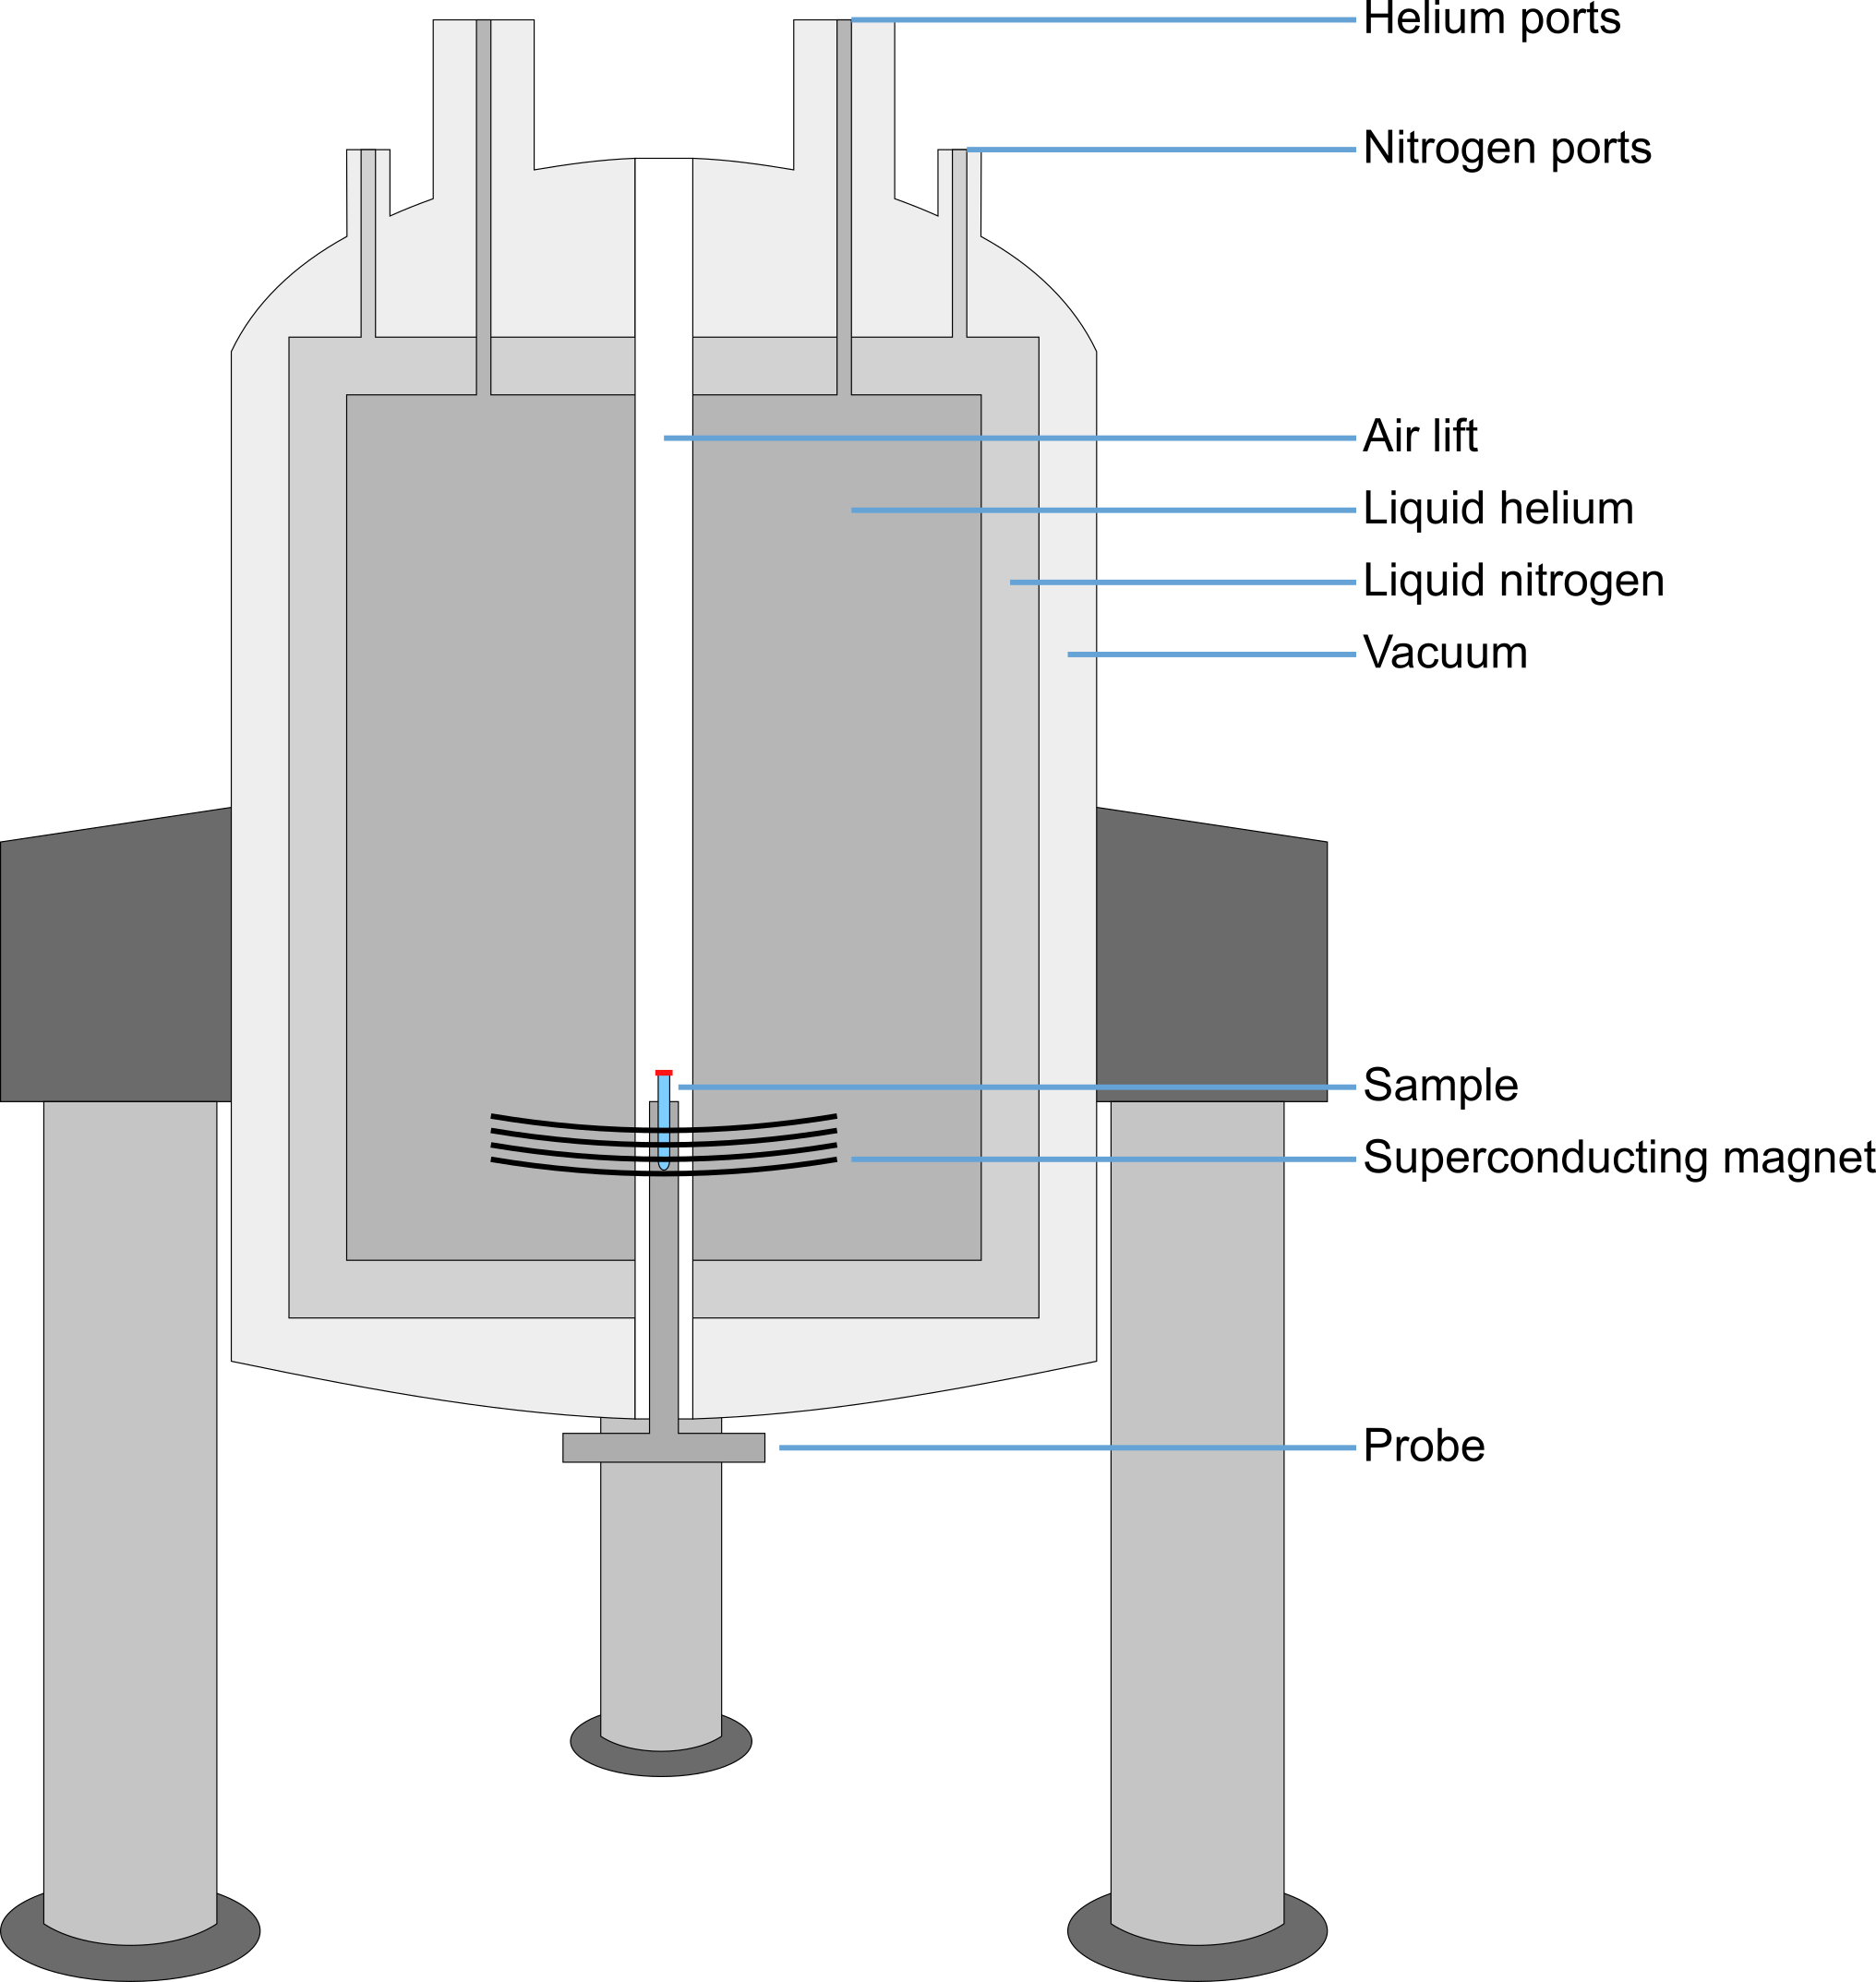 Helium ports
Nitrogen ports
Air lift
Liquid helium
Liquid nitrogen
Vacuum
Sample
Superconducting magnet
Probe